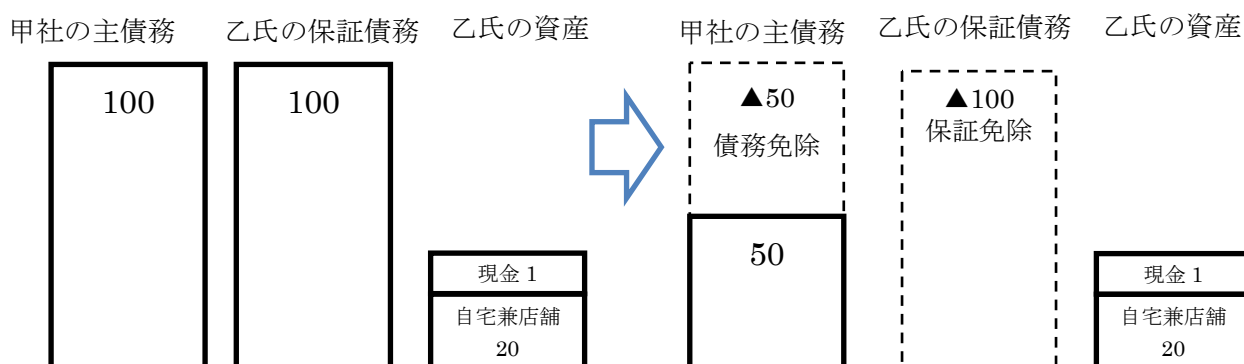 甲社の主債務 乙氏の保証債務 乙氏の資産
100
100
現金 1
自宅兼店舗
20
甲社の主債務 乙氏の保証債務 乙氏の資産
▲50
債務免除
▲100
保証免除
50
現金 1
自宅兼店舗
20